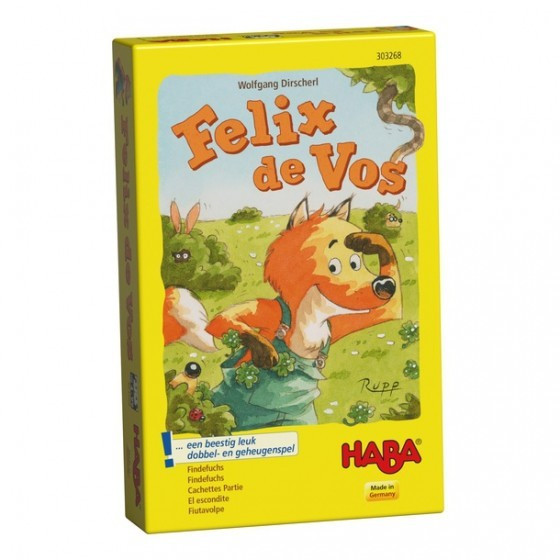 303268
Wolfgang Dirscherl
Felix
de Vos
Rupp
! ... een beestig leuk
dobbel- en geheugenspel
Findefuchs
Findefuchs
Cachettes Partie
El escondite
Fiutavolpe
HABA
Made in
Germany
Felix de Vos
HABA